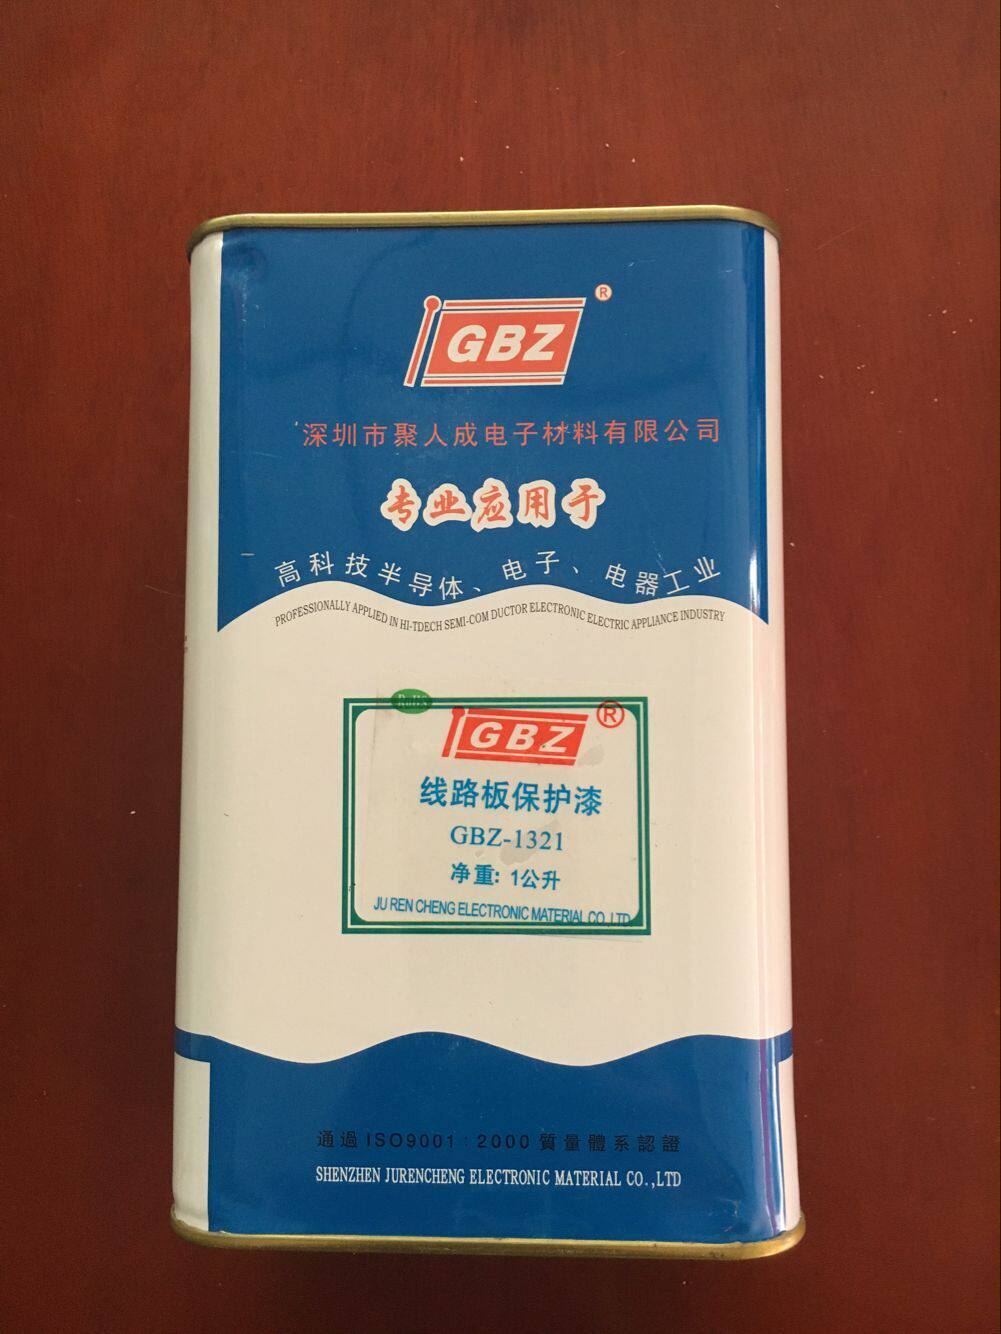 GBZ®
深圳市聚人成电子材料有限公司
专业应用于
高科技半导体、电子、电器工业
PROFESSIONALLY APPLIED IN HI-TDECH SEMI-COM DUCTOR ELECTRONIC ELECTRIC APPLIANCE INDUSTRY
RoHS
GBZ®
线路板保护漆
GBZ-1321
净重: 1公升
JU REN CHENG ELECTRONIC MATERIAL CO.,LTD
通過ISO9001:2000質量體系認證
SHENZHEN JURENCHENG ELECTRONIC MATERIAL CO.,LTD